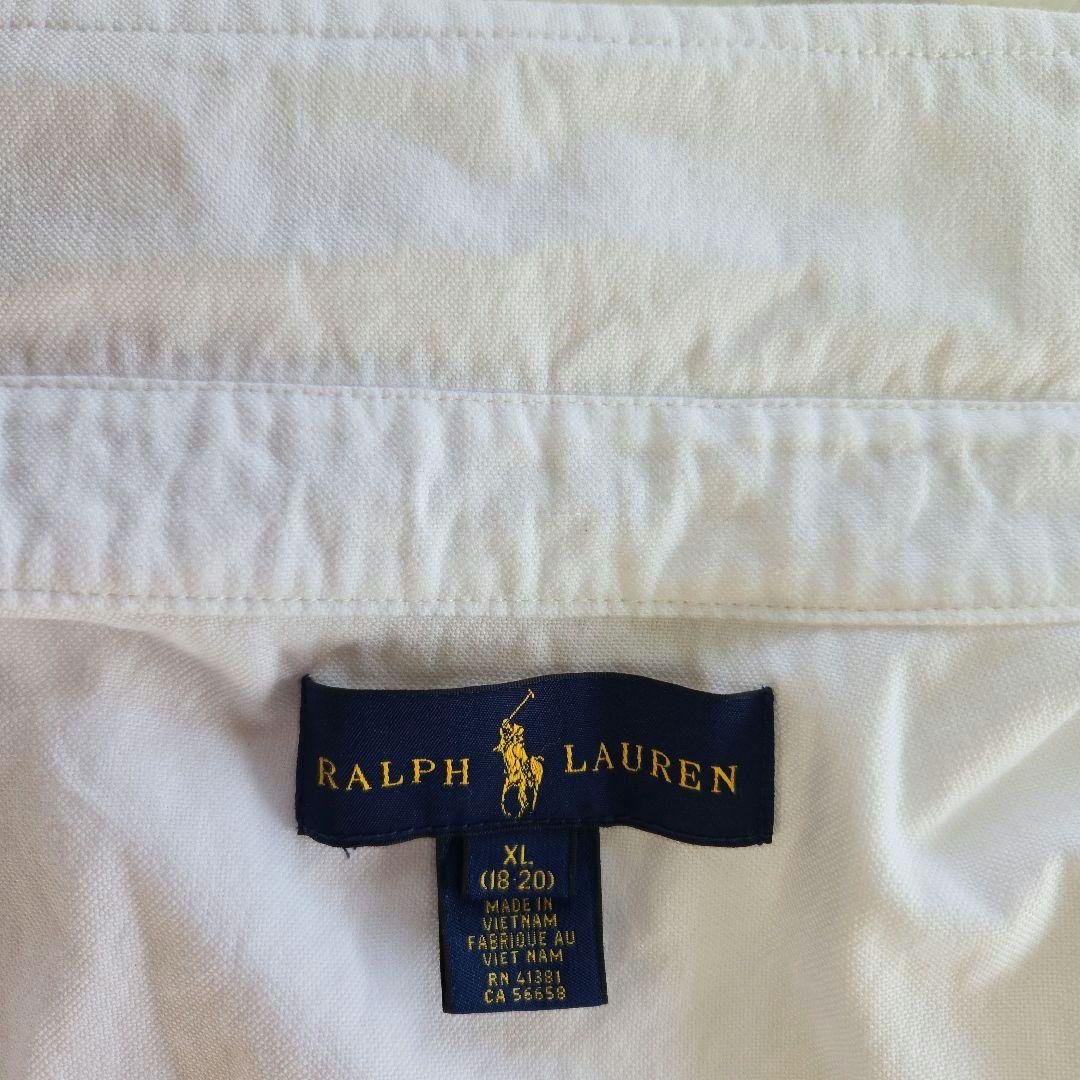 RALPH LAUREN
XL
(18-20)
MADE IN
VIETNAM
FABRIQUE AU
VIET NAM
RN 41381
CA 56658